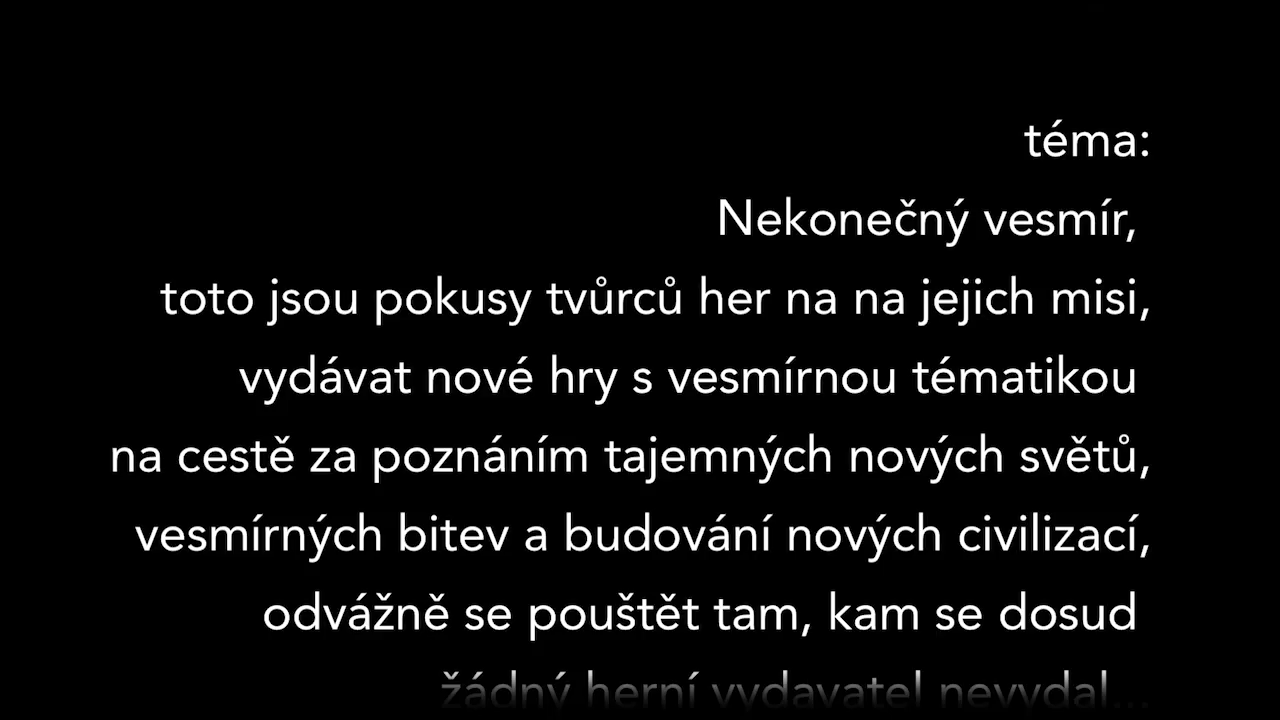 téma:
Nekonečný vesmír,
toto jsou pokusy tvůrců her na na jejich misi,
vydávat nové hry s vesmírnou tématikou
na cestě za poznáním tajemných nových světů,
vesmírných bitev a budování nových civilizací,
odvážně se pouštět tam, kam se dosud
žádný herní vydavatel nevydal...